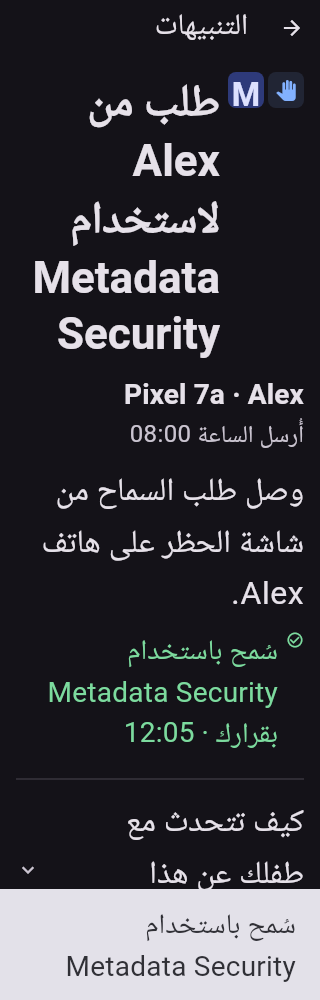 التنبيهات
M
طلب من
Alex
لاستخدام
Metadata
Security
Pixel 7a · Alex
أرسل الساعة 08:00
وصل طلب السماح من
شاشة الحظر على هاتف
Alex.
سُمح باستخدام
Metadata Security
بقرارك · 12:05
كيف تتحدث مع
طفلك عن هذا
سُمح باستخدام
Metadata Security